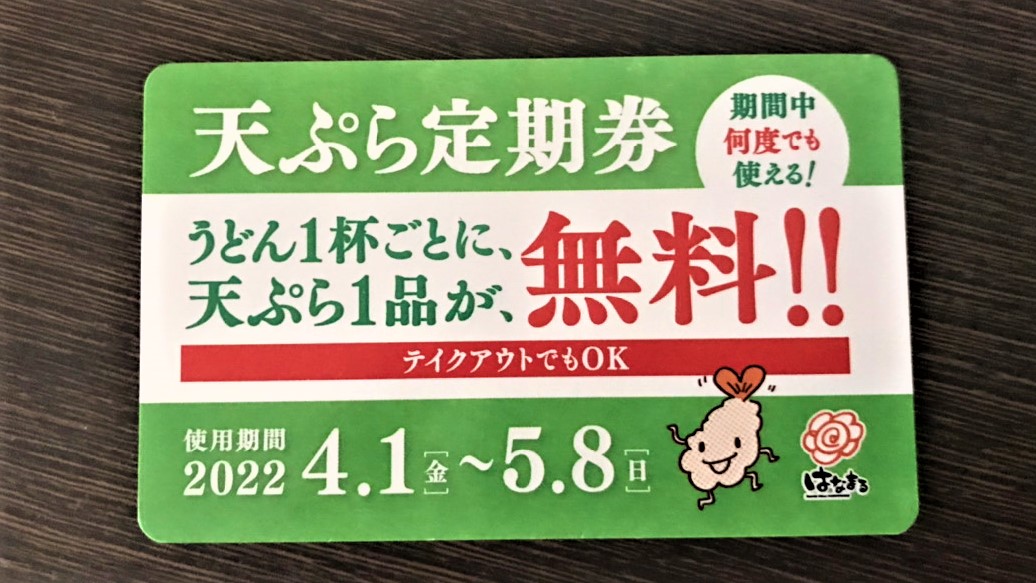 天ぷら定期券
期間中
何度でも
使える!
うどん1杯ごとに、
天ぷら1品が、
無料!!
テイクアウトでもOK
使用期間
2022 4.1[金]~5.8[日]
はなまる